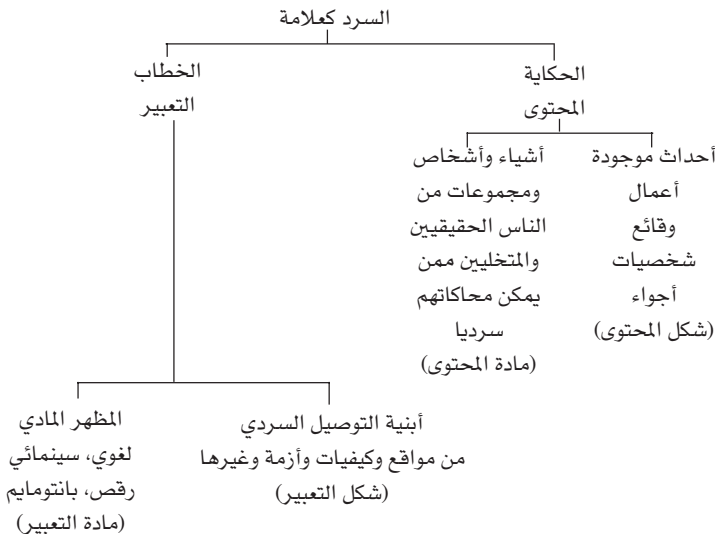 السرد كعلامة
الحكاية
المحتوى
أحداث موجودة
أعمال
وقائع
شخصيات
أجواء
(شكل المحتوى)
أشياء وأشخاص
ومجموعات من
الناس الحقيقيين
والمتخليين ممن
يمكن محاكاتهم
سرديا
(مادة المحتوى)
الخطاب
التعبير
أبنية التوصيل السردي
من مواقع وكيفيات وأزمة وغيرها
(شكل التعبير)
المظهر المادي
لغوي، سينمائي
رقص، بانتومايم
(مادة التعبير)